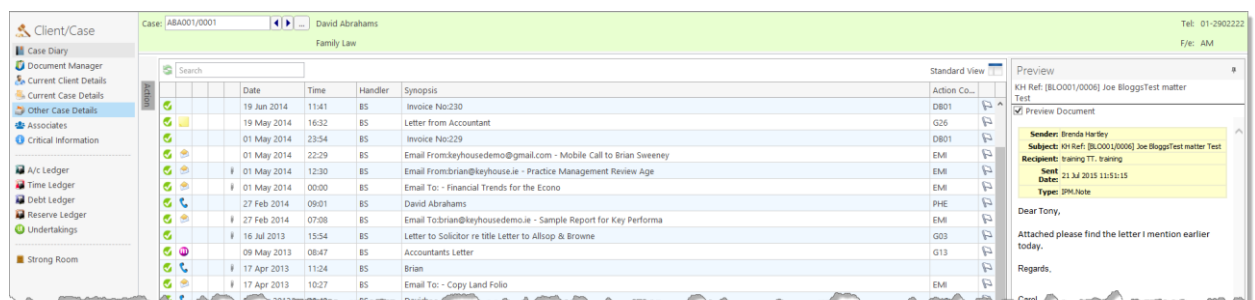 Client/Case
Case Diary
Document Manager
Current Client Details
Current Case Details
Other Case Details
Associates
Critical Information
A/c Ledger
Time Ledger
Debt Ledger
Reserve Ledger
Undertakings
Strong Room
Case: ABA001/0001 ... David Abrahams Tel: 01-2902222
Family Law F/e: AM
Action
Search Standard View
Date Time Handler Synopsis Action Co...
19 Jun 2014 11:41 BS Invoice No:230 DB01
19 May 2014 16:32 BS Letter from Accountant G26
01 May 2014 23:54 BS Invoice No:229 DB01
01 May 2014 22:29 BS Email From:keyhousedemo@gmail.com - Mobile Call to Brian Sweeney EMI
01 May 2014 12:30 BS Email From:brian@keyhouse.ie - Practice Management Review Age EMI
01 May 2014 00:00 BS Email To: - Financial Trends for the Econo EMI
27 Feb 2014 09:01 BS David Abrahams PHE
27 Feb 2014 07:08 BS Email To:brian@keyhousedemo.ie - Sample Report for Key Performa EMI
16 Jul 2013 15:54 BS Letter to Solicitor re title Letter to Allsop & Browne G03
09 May 2013 08:47 BS Accountants Letter G13
17 Apr 2013 11:24 BS Brian
17 Apr 2013 10:27 BS Email To: - Copy Land Folio EMI
Preview
KH Ref: [BLO001/0006] Joe BloggsTest matter
Test
Preview Document
Sender: Brenda Hartley
Subject: KH Ref: [BLO001/0006] Joe BloggsTest matter Test
Recipient: training TT. training
Sent
Date: 21 Jul 2015 11:51:15
Type: IPM.Note
Dear Tony,
Attached please find the letter I mention earlier
today.
Regards,
Carol